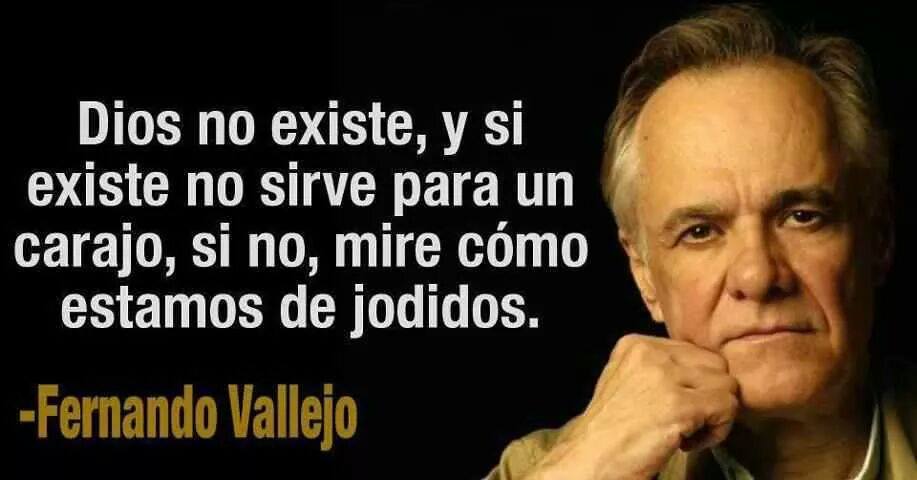 Dios no existe, y si
existe no sirve para un
carajo, si no, mire cómo
estamos de jodidos.
-Fernando Vallejo